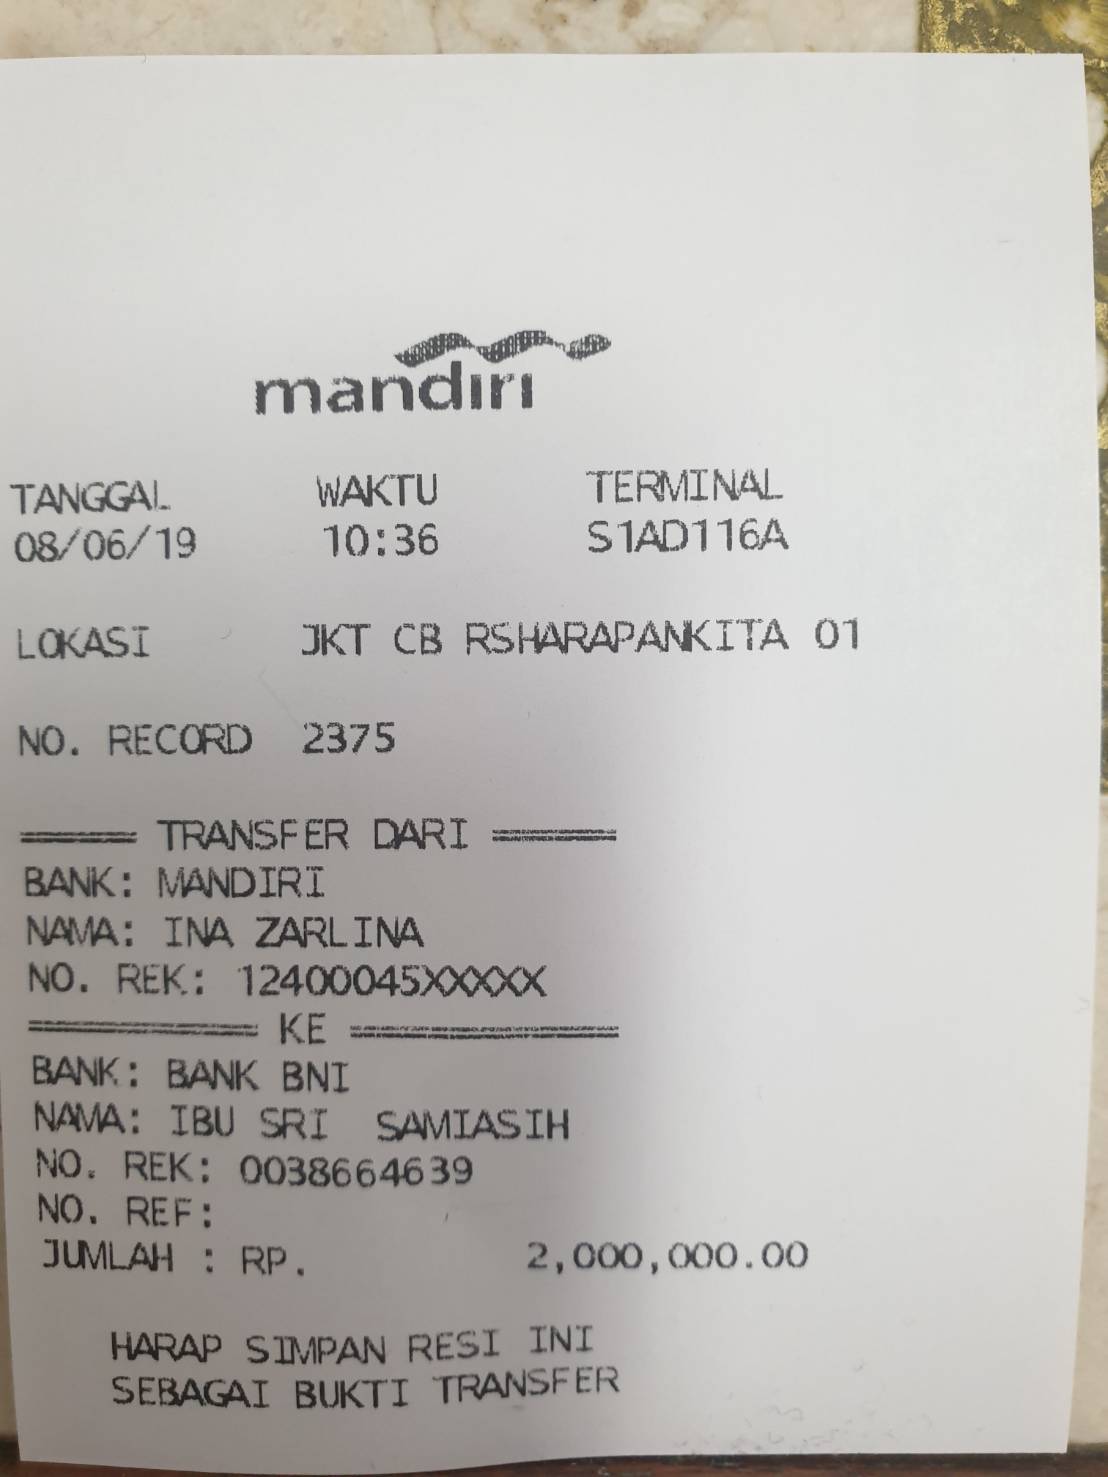 mandiri
TANGGAL WAKTU TERMINAL
08/06/19 10:36 S1AD116A
LOKASI JKT CB RSHARAPANKITA 01
NO. RECORD 2375
===== TRANSFER DARI =====
BANK: MANDIRI
NAMA: INA ZARLINA
NO. REK: 12400045XXXXX
========== KE ============
BANK: BANK BNI
NAMA: IBU SRI SAMIASIH
NO. REK: 0038664639
NO. REF:
JUMLAH : RP. 2,000,000.00
HARAP SIMPAN RESI INI
SEBAGAI BUKTI TRANSFER